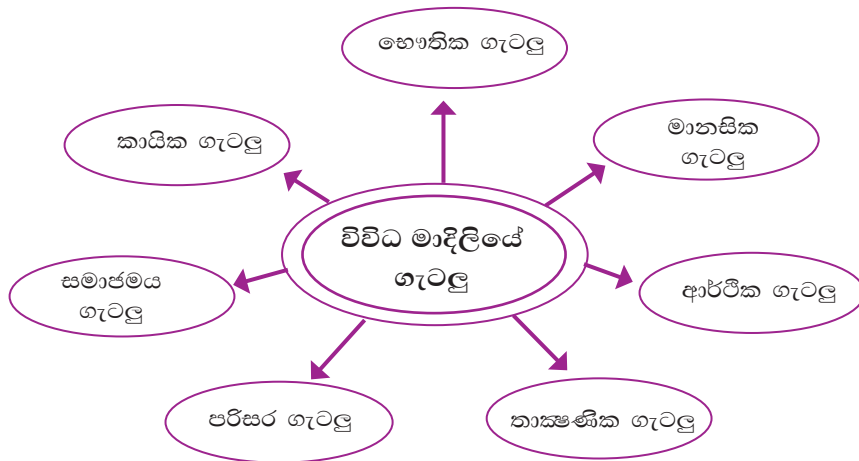 භෞතික ගැටලු
කායික ගැටලු
මානසික
ගැටලු
විවිධ මාදිලියේ
ගැටලු
සමාජමය
ගැටලු
ආර්ථික ගැටලු
පරිසර ගැටලු
තාක්‍ෂණික ගැටලු